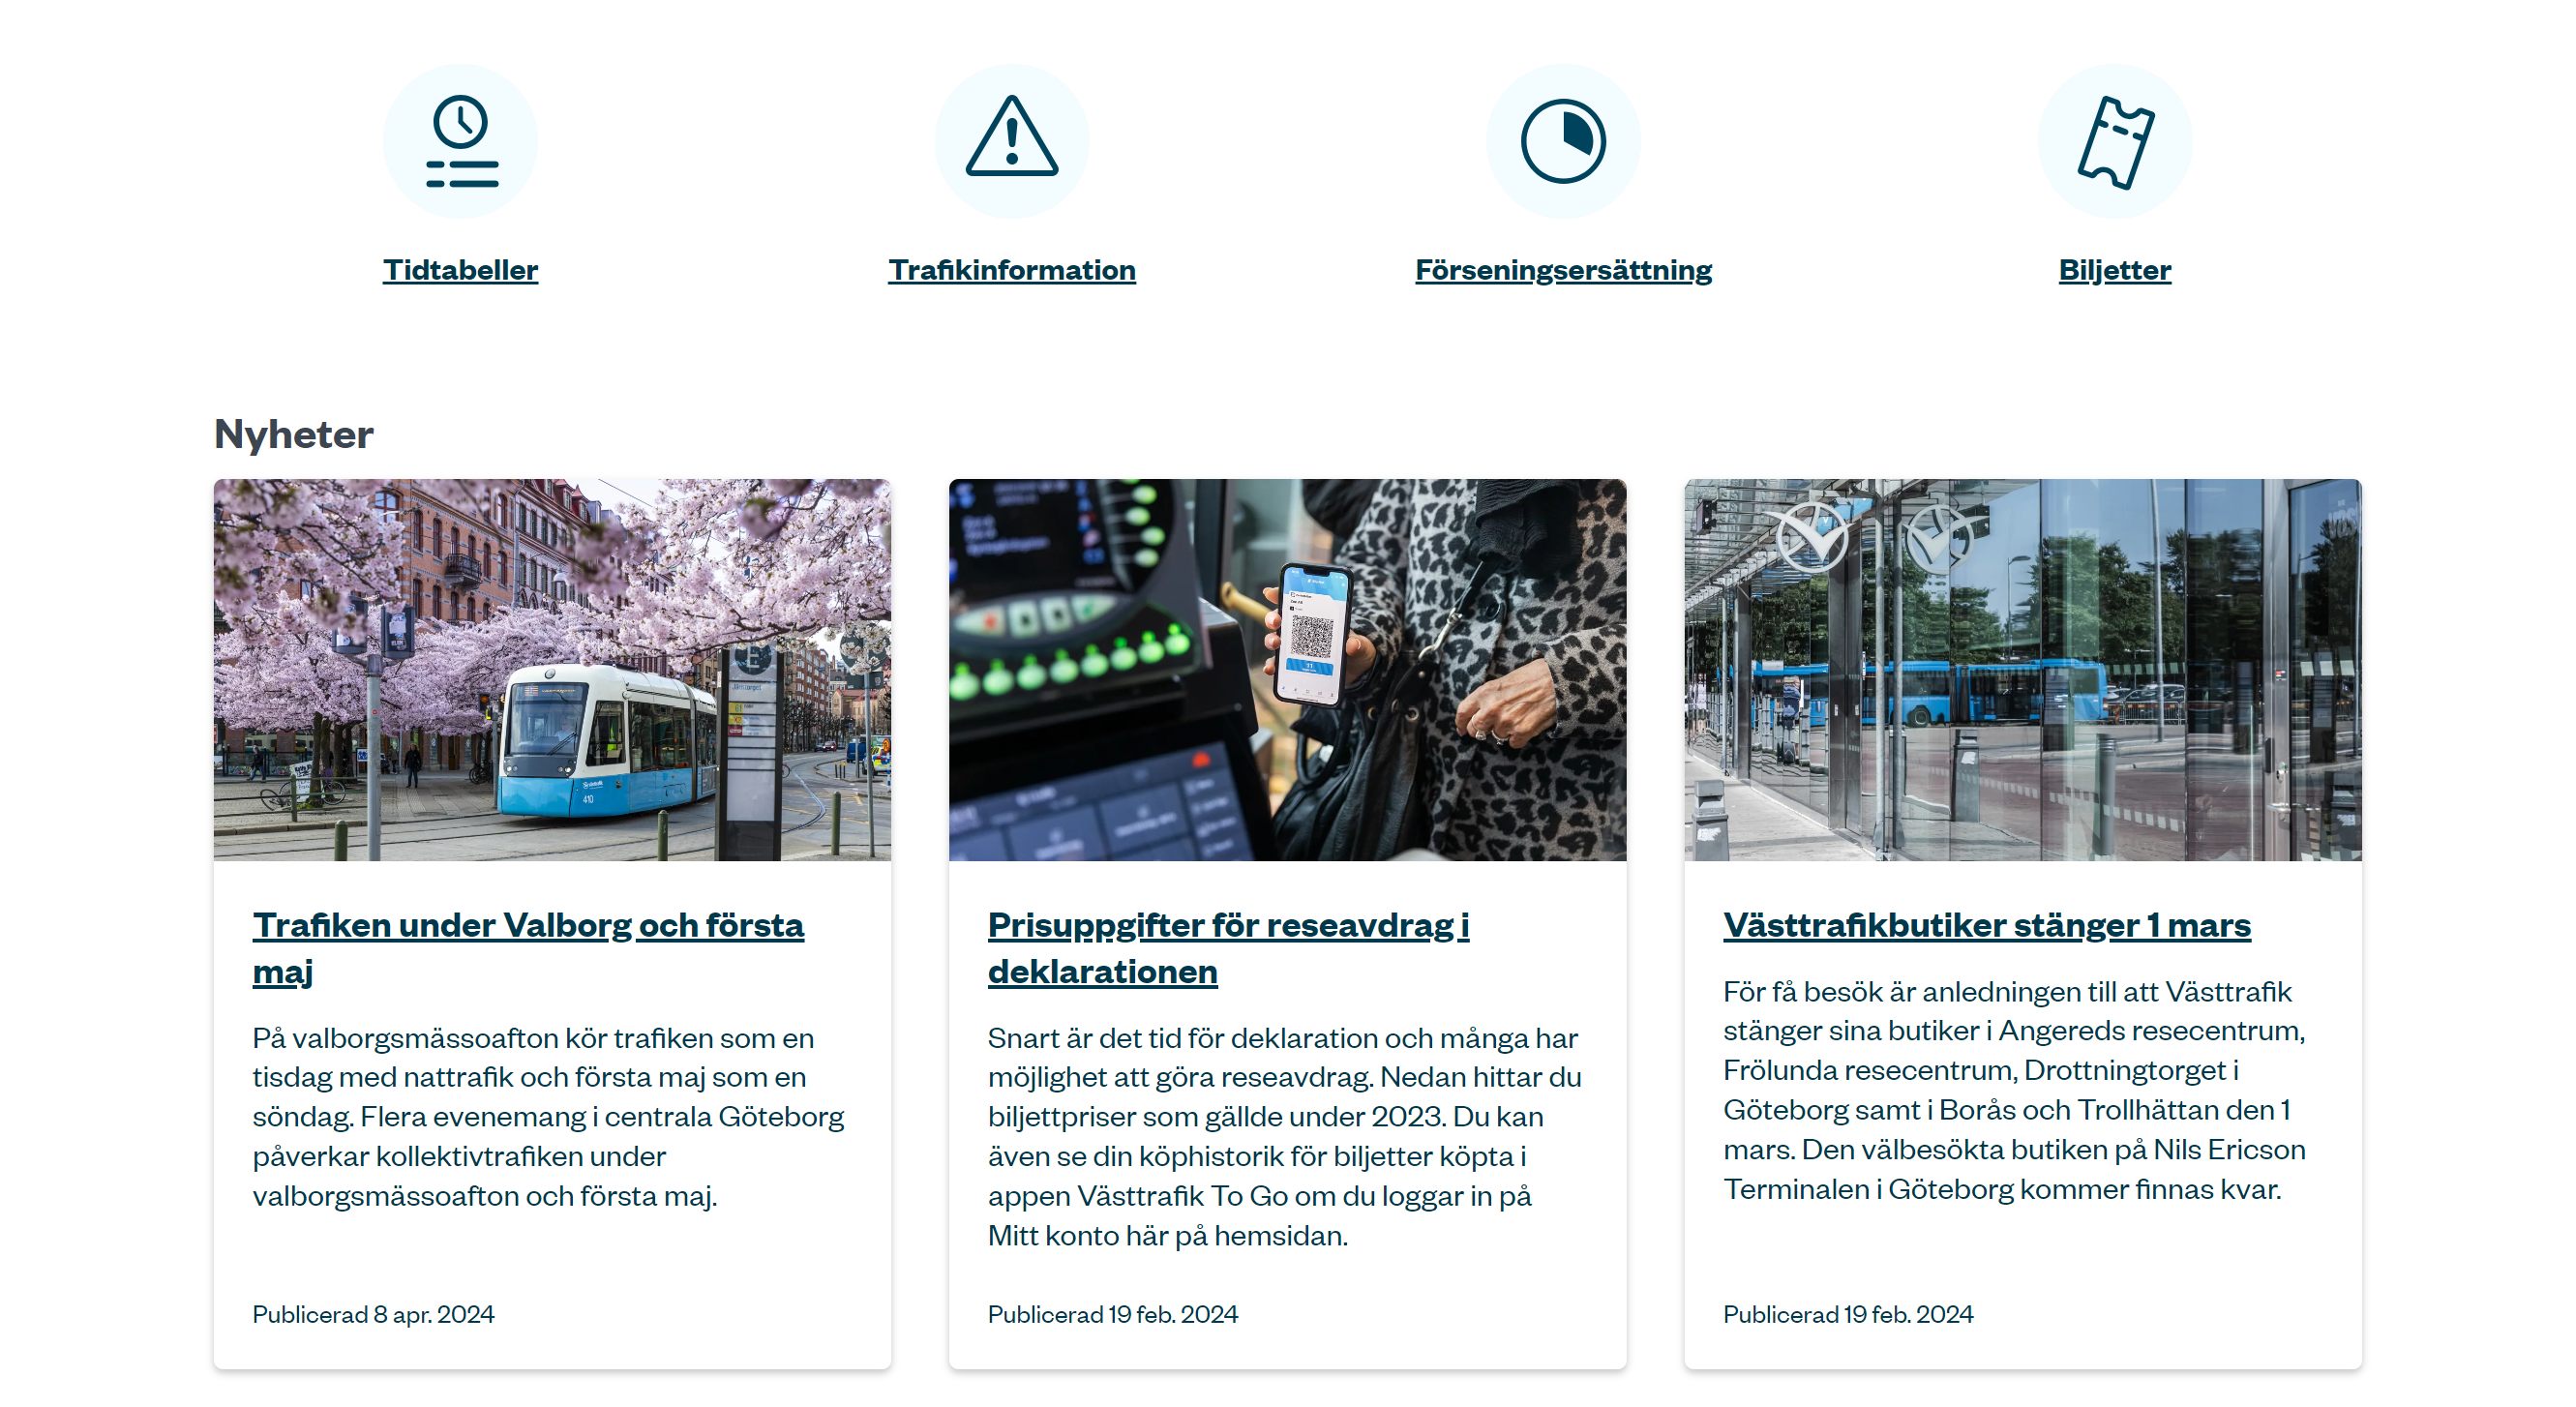 Tidtabeller
Trafikinformation
Förseningsersättning
Biljetter
Nyheter
Trafiken under Valborg och första
maj
På valborgsmässoafton kör trafiken som en
tisdag med nattrafik och första maj som en
söndag. Flera evenemang i centrala Göteborg
påverkar kollektivtrafiken under
valborgsmässoafton och första maj.
Publicerad 8 apr. 2024
Prisuppgifter för reseavdrag i
deklarationen
Snart är det tid för deklaration och många har
möjlighet att göra reseavdrag. Nedan hittar du
biljettpriser som gällde under 2023. Du kan
även se din köphistorik för biljetter köpta i
appen Västtrafik To Go om du loggar in på
Mitt konto här på hemsidan.
Publicerad 19 feb. 2024
Västtrafikbutiker stänger 1 mars
För få besök är anledningen till att Västtrafik
stänger sina butiker i Angereds resecentrum,
Frölunda resecentrum, Drottningtorget i
Göteborg samt i Borås och Trollhättan den 1
mars. Den välbesökta butiken på Nils Ericson
Terminalen i Göteborg kommer finnas kvar.
Publicerad 19 feb. 2024
410